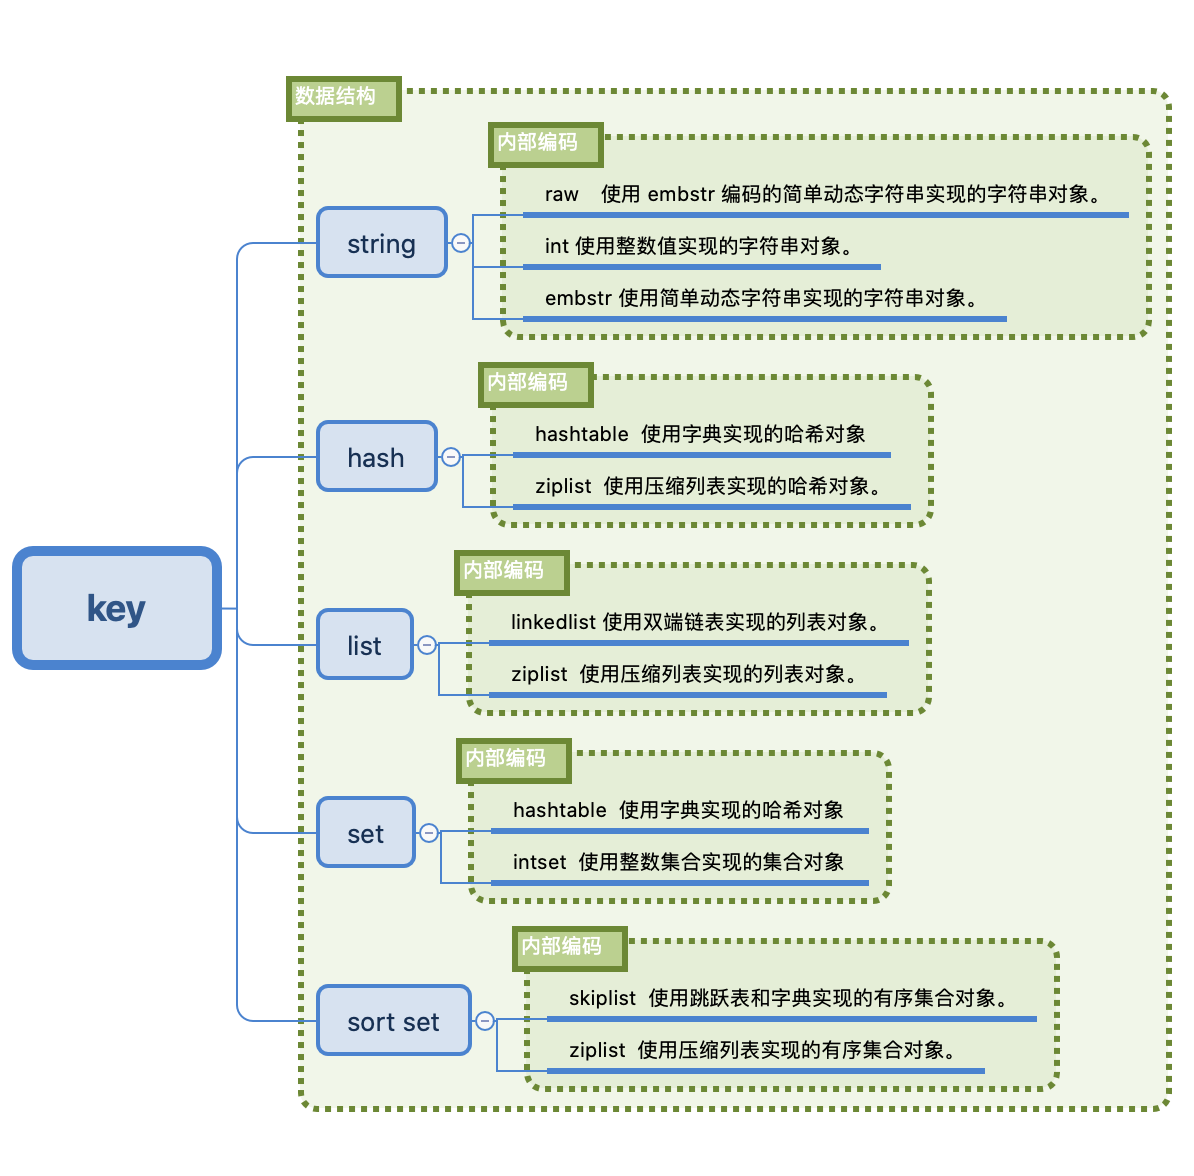 数据结构
key
string
内部编码
raw 使用 embstr 编码的简单动态字符串实现的字符串对象。
int 使用整数值实现的字符串对象。
embstr 使用简单动态字符串实现的字符串对象。
hash
内部编码
hashtable 使用字典实现的哈希对象
ziplist 使用压缩列表实现的哈希对象。
list
内部编码
linkedlist 使用双端链表实现的列表对象。
ziplist 使用压缩列表实现的列表对象。
set
内部编码
hashtable 使用字典实现的哈希对象
intset 使用整数集合实现的集合对象
sort set
内部编码
skiplist 使用跳跃表和字典实现的有序集合对象。
ziplist 使用压缩列表实现的有序集合对象。